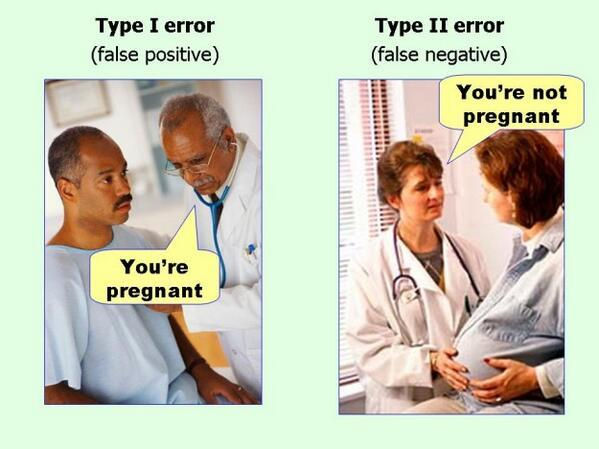 Type I error
(false positive)
You're
pregnant
Type II error
(false negative)
You're not
pregnant